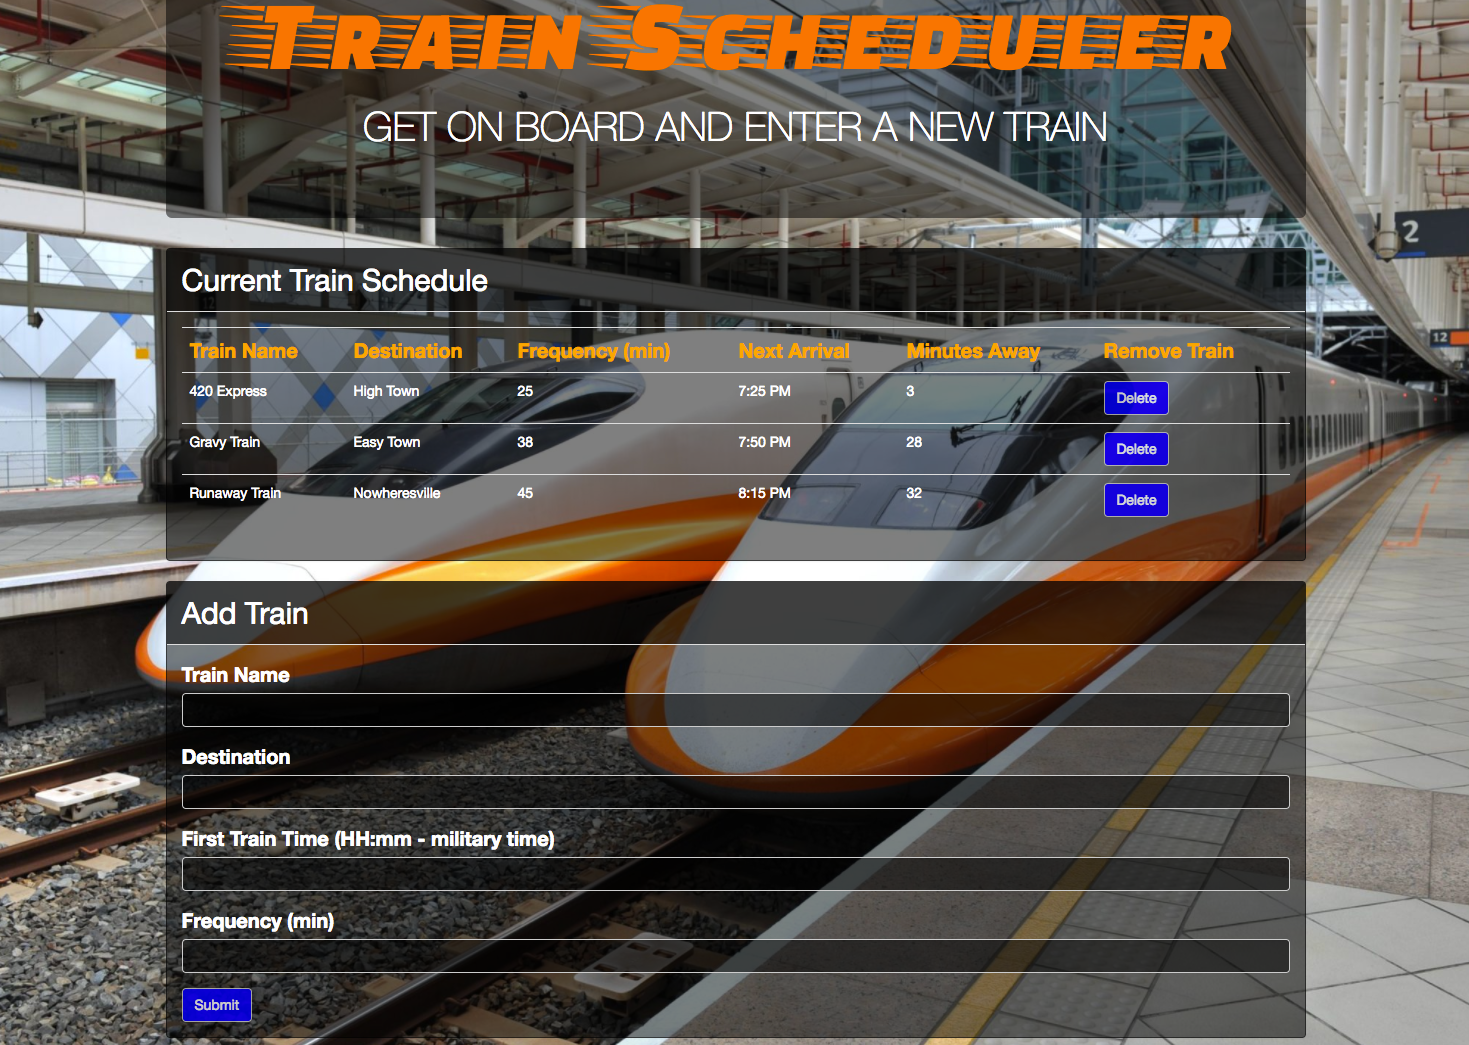 Train Scheduler
GET ON BOARD AND ENTER A NEW TRAIN
2
Current Train Schedule
12
Train Name Destination Frequency (min) Next Arrival Minutes Away Remove Train
420 Express High Town 25 7:25 PM 3 Delete
Gravy Train Easy Town 38 7:50 PM 28 Delete
Runaway Train Nowheresville 45 8:15 PM 32 Delete
Add Train
Train Name
Destination
First Train Time (HH:mm - military time)
Frequency (min)
Submit